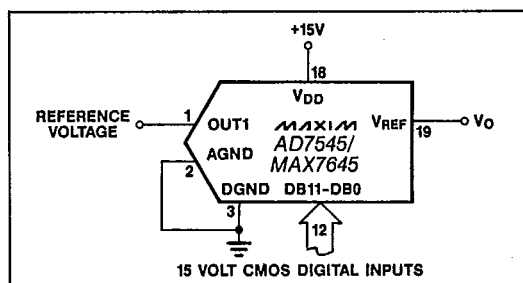 +15V
18
VDD
REFERENCE VOLTAGE
1
OUT1
MAXIM
AD7545/
MAX7645
VREF
19
VO
AGND
2
DGND
DB11-DB0
3
12
15 VOLT CMOS DIGITAL INPUTS